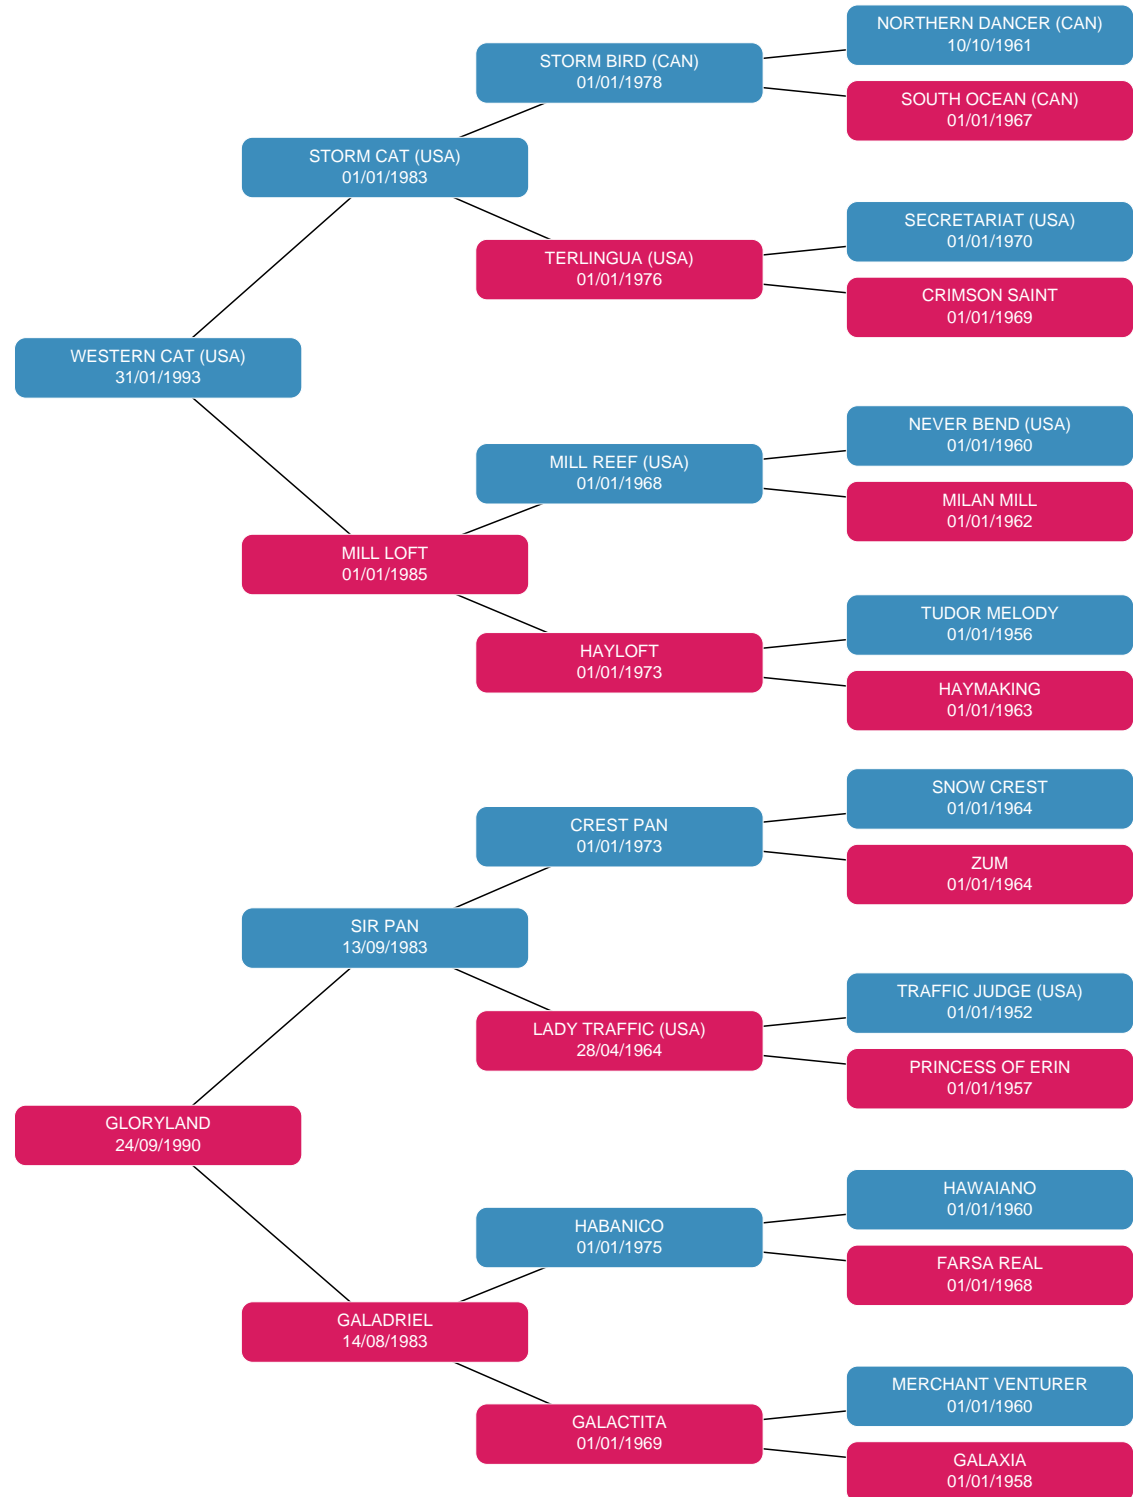 NORTHERN DANCER (CAN)
10/10/1961
STORM BIRD (CAN)
01/01/1978
SOUTH OCEAN (CAN)
01/01/1967
STORM CAT (USA)
01/01/1983
SECRETARIAT (USA)
01/01/1970
TERLINGUA (USA)
01/01/1976
CRIMSON SAINT
01/01/1969
WESTERN CAT (USA)
31/01/1993
NEVER BEND (USA)
01/01/1960
MILL REEF (USA)
01/01/1968
MILAN MILL
01/01/1962
MILL LOFT
01/01/1985
TUDOR MELODY
01/01/1956
HAYLOFT
01/01/1973
HAYMAKING
01/01/1963
SNOW CREST
01/01/1964
CREST PAN
01/01/1973
ZUM
01/01/1964
SIR PAN
13/09/1983
TRAFFIC JUDGE (USA)
01/01/1952
LADY TRAFFIC (USA)
28/04/1964
PRINCESS OF ERIN
01/01/1957
GLORYLAND
24/09/1990
HAWAIANO
01/01/1960
HABANICO
01/01/1975
FARSA REAL
01/01/1968
GALADRIEL
14/08/1983
MERCHANT VENTURER
01/01/1960
GALACTITA
01/01/1969
GALAXIA
01/01/1958